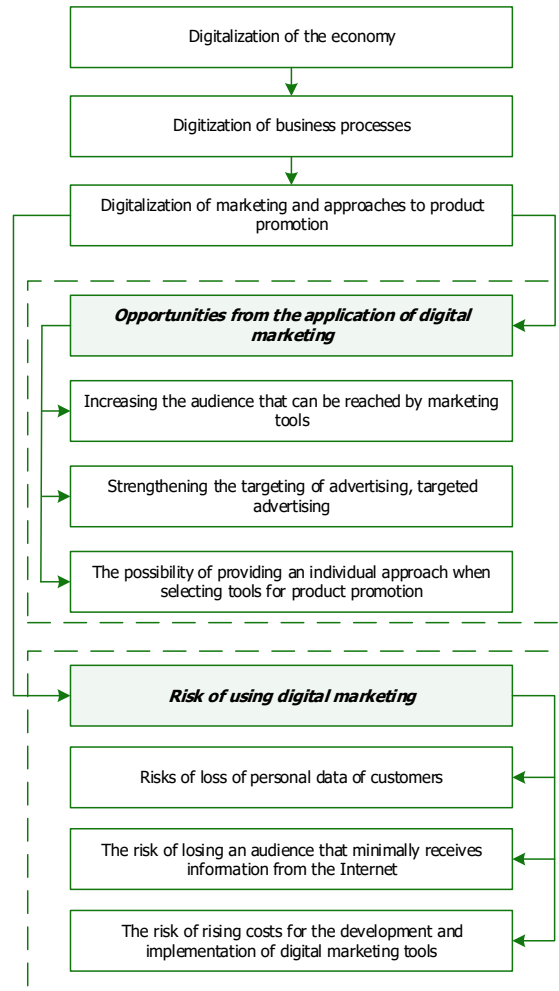 Digitalization of the economy
Digitization of business processes
Digitalization of marketing and approaches to product
promotion
Opportunities from the application of digital
marketing
Increasing the audience that can be reached by marketing
tools
Strengthening the targeting of advertising, targeted
advertising
The possibility of providing an individual approach when
selecting tools for product promotion
Risk of using digital marketing
Risks of loss of personal data of customers
The risk of losing an audience that minimally receives
information from the Internet
The risk of rising costs for the development and
implementation of digital marketing tools